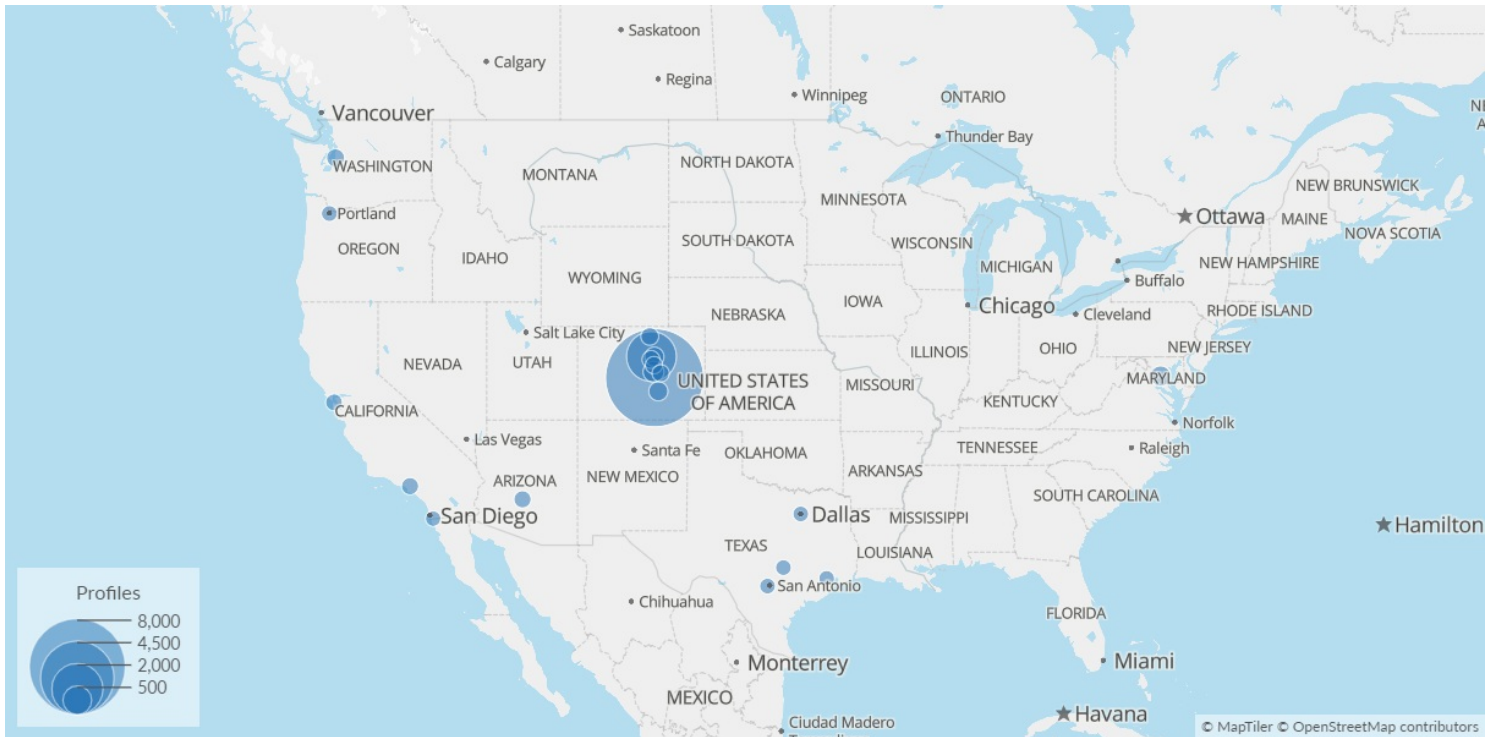 Saskatoon
Calgary
Regina
Winnipeg
ONTARIO
NE
A
Vancouver
Thunder Bay
WASHINGTON
NORTH DAKOTA
MONTANA
NEW BRUNSWICK
MINNESOTA
Portland
Ottawa
MAINE
NOVA SCOTIA
OREGON
SOUTH DAKOTA
WISCONSIN
IDAHO
MICHIGAN
NEW HAMPSHIRE
WYOMING
Buffalo
IOWA
Chicago
NEBRASKA
Cleveland
RHODE ISLAND
Salt Lake City
NEVADA
UTAH
ILLINOIS
OHIO
NEW JERSEY
UNITED STATES
OF AMERICA
MISSOURI
MARYLAND
KENTUCKY
CALIFORNIA
Norfolk
Las Vegas
Santa Fe
OKLAHOMA
TENNESSEE
Raleigh
ARIZONA
NEW MEXICO
ARKANSAS
SOUTH CAROLINA
San Diego
Dallas
MISSISSIPPI
Hamilton
TEXAS
LOUISIANA
San Antonio
Chihuahua
FLORIDA
Monterrey
Miami
MEXICO
Havana
Ciudad Madero
Profiles
8,000
4,500
2,000
500
© MapTiler © OpenStreetMap contributors